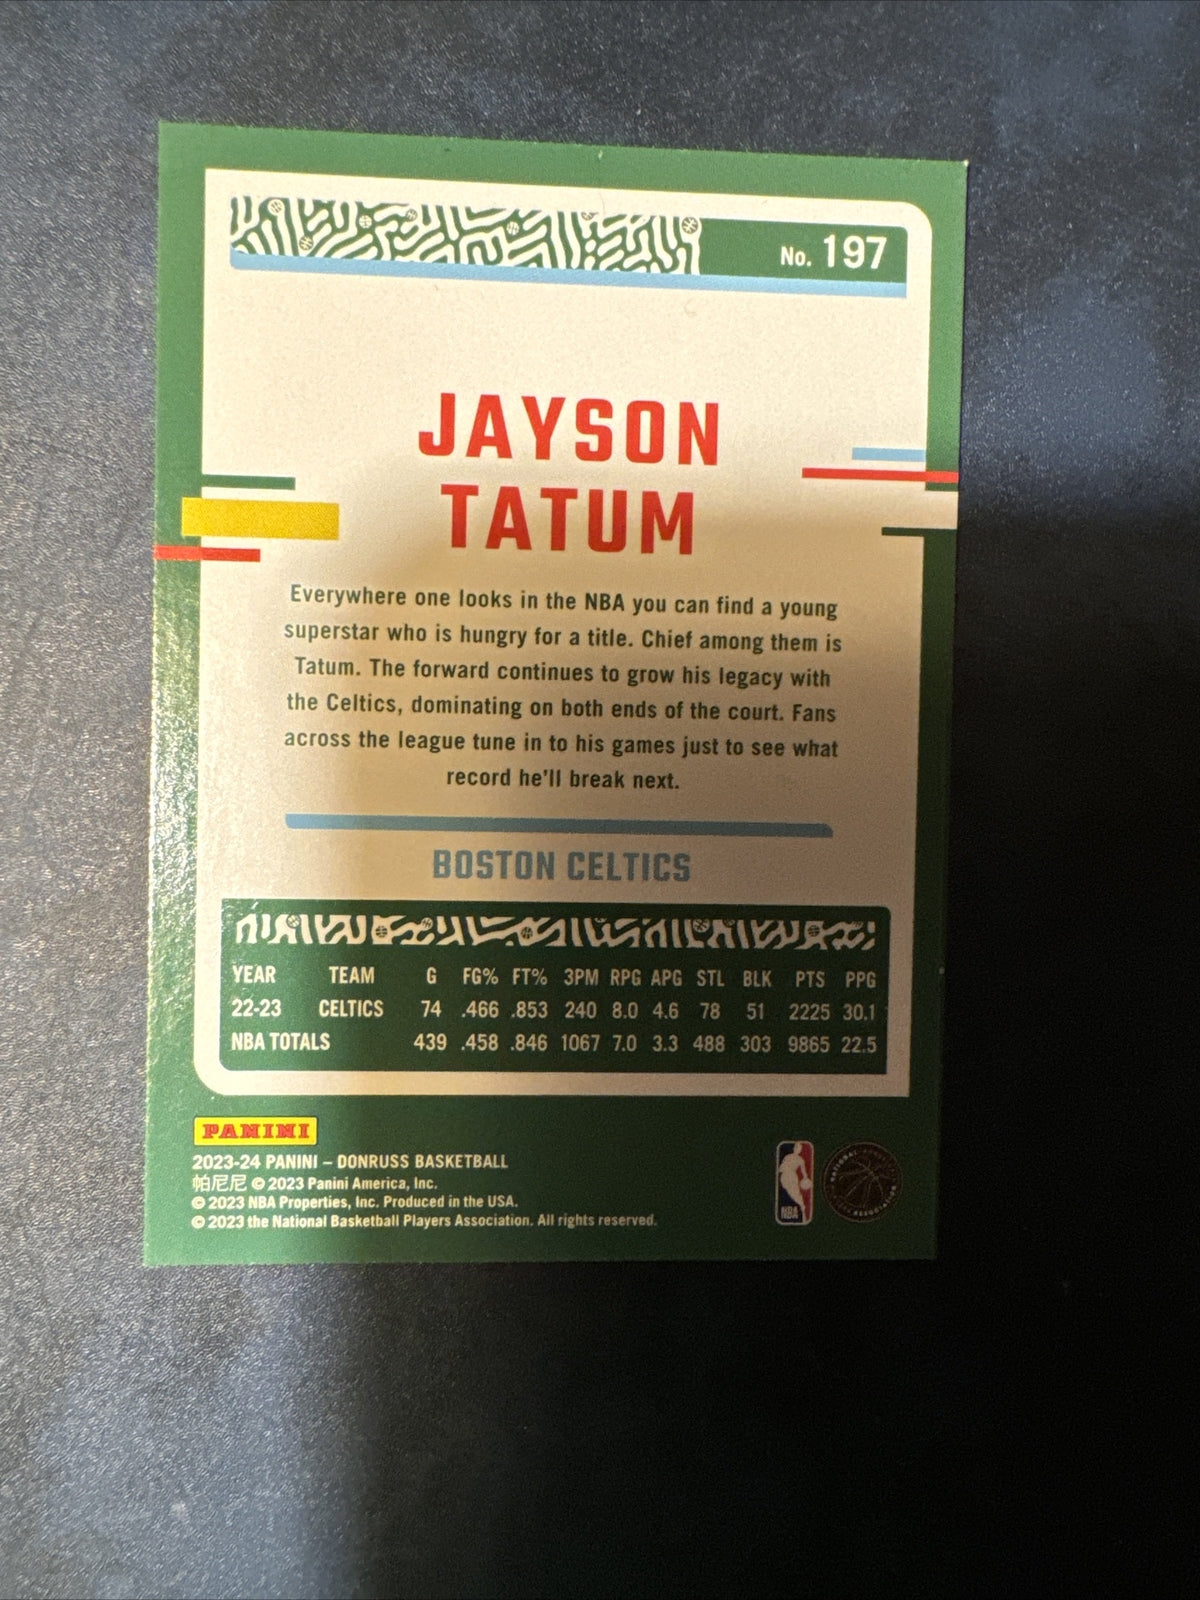 No. 197
JAYSON
TATUM
Everywhere one looks in the NBA you can find a young
superstar who is hungry for a title. Chief among them is
Tatum. The forward continues to grow his legacy with
the Celtics, dominating on both ends of the court. Fans
across the league tune in to his games just to see what
record he'll break next.
BOSTON CELTICS
YEAR TEAM G FG% FT% 3PM RPG APG STL BLK PTS PPG
22-23 CELTICS 74 .466 .853 240 8.0 4.6 78 51 2225 30.1
NBA TOTALS 439 .458 .846 1067 7.0 3.3 488 303 9865 22.5
PANINI
2023-24 PANINI – DONRUSS BASKETBALL
帕尼尼 © 2023 Panini America, Inc.
© 2023 NBA Properties, Inc. Produced in the USA.
© 2023 the National Basketball Players Association. All rights reserved.
NBA